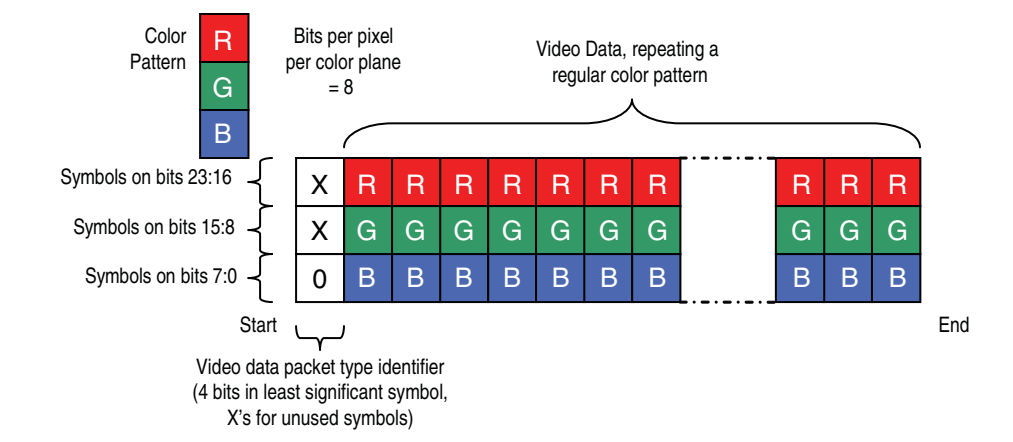 Color
Pattern
R
G
B
Bits per pixel
per color plane
= 8
Video Data, repeating a
regular color pattern
Symbols on bits 23:16
X R R R R R R R R R R
Symbols on bits 15:8
X G G G G G G G G G G
Symbols on bits 7:0
0 B B B B B B B B B B
Start
End
Video data packet type identifier
(4 bits in least significant symbol,
X's for unused symbols)